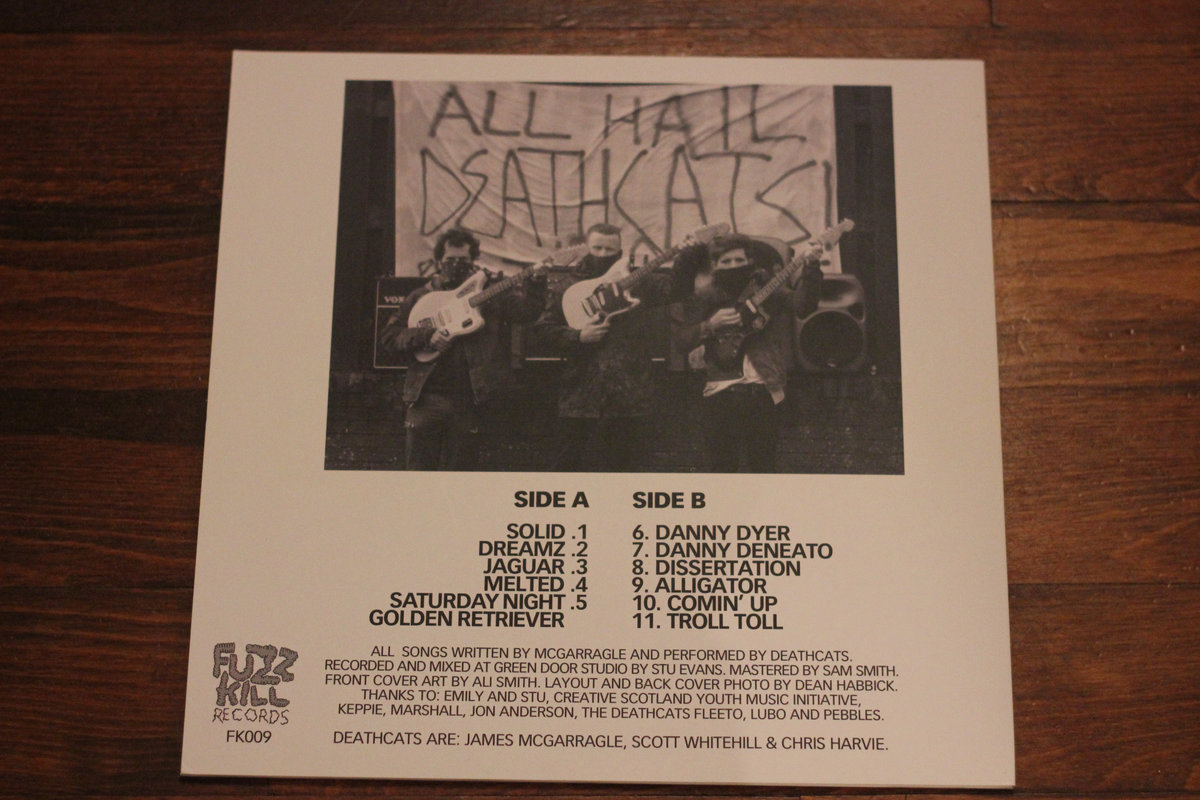 ALL HAIL
DEATHCATS!
VOX
SIDE A
SOLID .1
DREAMZ .2
JAGUAR .3
MELTED .4
SATURDAY NIGHT .5
GOLDEN RETRIEVER
SIDE B
6. DANNY DYER
7. DANNY DENEATO
8. DISSERTATION
9. ALLIGATOR
10. COMIN' UP
11. TROLL TOLL
ALL SONGS WRITTEN BY MCGARRAGLE AND PERFORMED BY DEATHCATS.
RECORDED AND MIXED AT GREEN DOOR STUDIO BY STU EVANS. MASTERED BY SAM SMITH.
FRONT COVER ART BY ALI SMITH. LAYOUT AND BACK COVER PHOTO BY DEAN HABBICK.
THANKS TO: EMILY AND STU, CREATIVE SCOTLAND YOUTH MUSIC INITIATIVE,
KEPPIE, MARSHALL, JON ANDERSON, THE DEATHCATS FLEETO, LUBO AND PEBBLES.
DEATHCATS ARE: JAMES MCGARRAGLE, SCOTT WHITEHILL & CHRIS HARVIE.
FUZZ
KILL
RECORDS
FK009